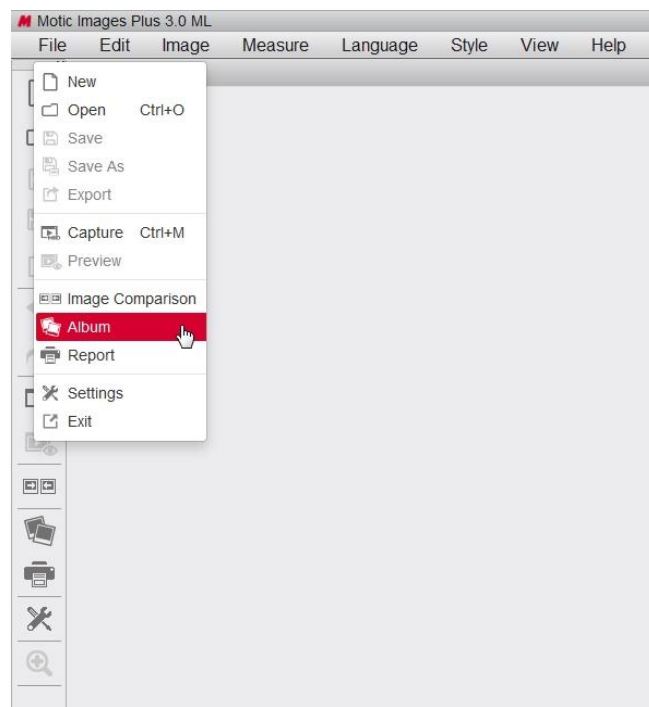 Motic Images Plus 3.0 ML
File Edit Image Measure Language Style View Help
New
Open Ctrl+O
Save
Save As
Export
Capture Ctrl+M
Preview
Image Comparison
Album
Report
Settings
Exit